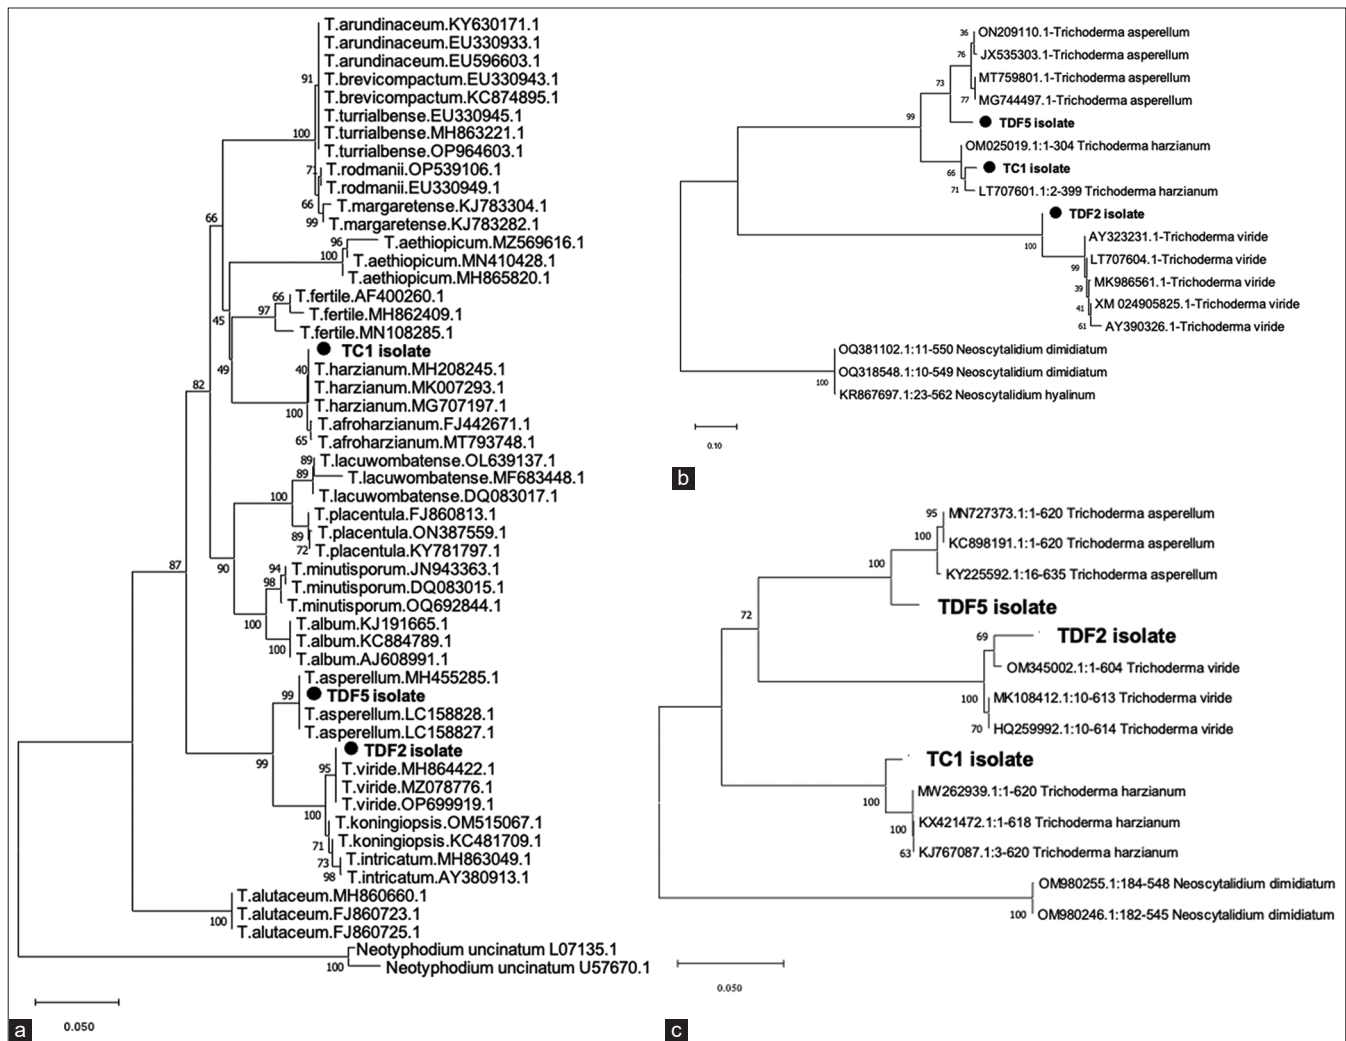 T.arundinaceum.KY630171.1
T.arundinaceum.EU330933.1
T.arundinaceum.EU596603.1
91
T.brevicompactum.EU330943.1
T.brevicompactum.KC874895.1
T.turrialbense.EU330945.1
100
T.turrialbense.MH863221.1
T.turrialbense.OP964603.1
71
T.rodmanii.OP539106.1
T.rodmanii.EU330949.1
66
T.margaretense.KJ783304.1
99
T.margaretense.KJ783282.1
66
96
T.aethiopicum.MZ569616.1
100
T.aethiopicum.MN410428.1
T.aethiopicum.MH865820.1
66
T.fertile.AF400260.1
97
T.fertile.MH862409.1
45
T.fertile.MN108285.1
TC1 isolate
49
40
T.harzianum.MH208245.1
82
T.harzianum.MK007293.1
100
T.harzianum.MG707197.1
T.afroharzianum.FJ442671.1
65
T.afroharzianum.MT793748.1
89
T.lacuwombatense.OL639137.1
89
T.lacuwombatense.MF683448.1
100
T.lacuwombatense.DQ083017.1
T.placentula.FJ860813.1
89
T.placentula.ON387559.1
72
T.placentula.KY781797.1
87
90
94
T.minutisporum.JN943363.1
98
T.minutisporum.DQ083015.1
T.minutisporum.OQ692844.1
100
T.album.KJ191665.1
T.album.KC884789.1
100
T.album.AJ608991.1
T.asperellum.MH455285.1
99
TDF5 isolate
T.asperellum.LC158828.1
T.asperellum.LC158827.1
99
TDF2 isolate
95
T.viride.MH864422.1
T.viride.MZ078776.1
T.viride.OP699919.1
100
T.koningiopsis.OM515067.1
71
T.koningiopsis.KC481709.1
73
T.intricatum.MH863049.1
98
T.intricatum.AY380913.1
T.alutaceum.MH860660.1
T.alutaceum.FJ860723.1
100
T.alutaceum.FJ860725.1
Neotyphodium uncinatum L07135.1
100
Neotyphodium uncinatum U57670.1
0.050
a
36
ON209110.1-Trichoderma asperellum
76
JX535303.1-Trichoderma asperellum
73
MT759801.1-Trichoderma asperellum
77
MG744497.1-Trichoderma asperellum
99
TDF5 isolate
OM025019.1:1-304 Trichoderma harzianum
66
TC1 isolate
71
LT707601.1:2-399 Trichoderma harzianum
TDF2 isolate
100
AY323231.1-Trichoderma viride
LT707604.1-Trichoderma viride
99
MK986561.1-Trichoderma viride
39
XM 024905825.1-Trichoderma viride
41
61
AY390326.1-Trichoderma viride
OQ381102.1:11-550 Neoscytalidium dimidiatum
OQ318548.1:10-549 Neoscytalidium dimidiatum
100
KR867697.1:23-562 Neoscytalidium hyalinum
0.10
b
95
MN727373.1:1-620 Trichoderma asperellum
100
KC898191.1:1-620 Trichoderma asperellum
100
KY225592.1:16-635 Trichoderma asperellum
TDF5 isolate
72
69
TDF2 isolate
OM345002.1:1-604 Trichoderma viride
100
MK108412.1:10-613 Trichoderma viride
70
HQ259992.1:10-614 Trichoderma viride
TC1 isolate
100
MW262939.1:1-620 Trichoderma harzianum
100
KX421472.1:1-618 Trichoderma harzianum
63
KJ767087.1:3-620 Trichoderma harzianum
OM980255.1:184-548 Neoscytalidium dimidiatum
100
OM980246.1:182-545 Neoscytalidium dimidiatum
0.050
c